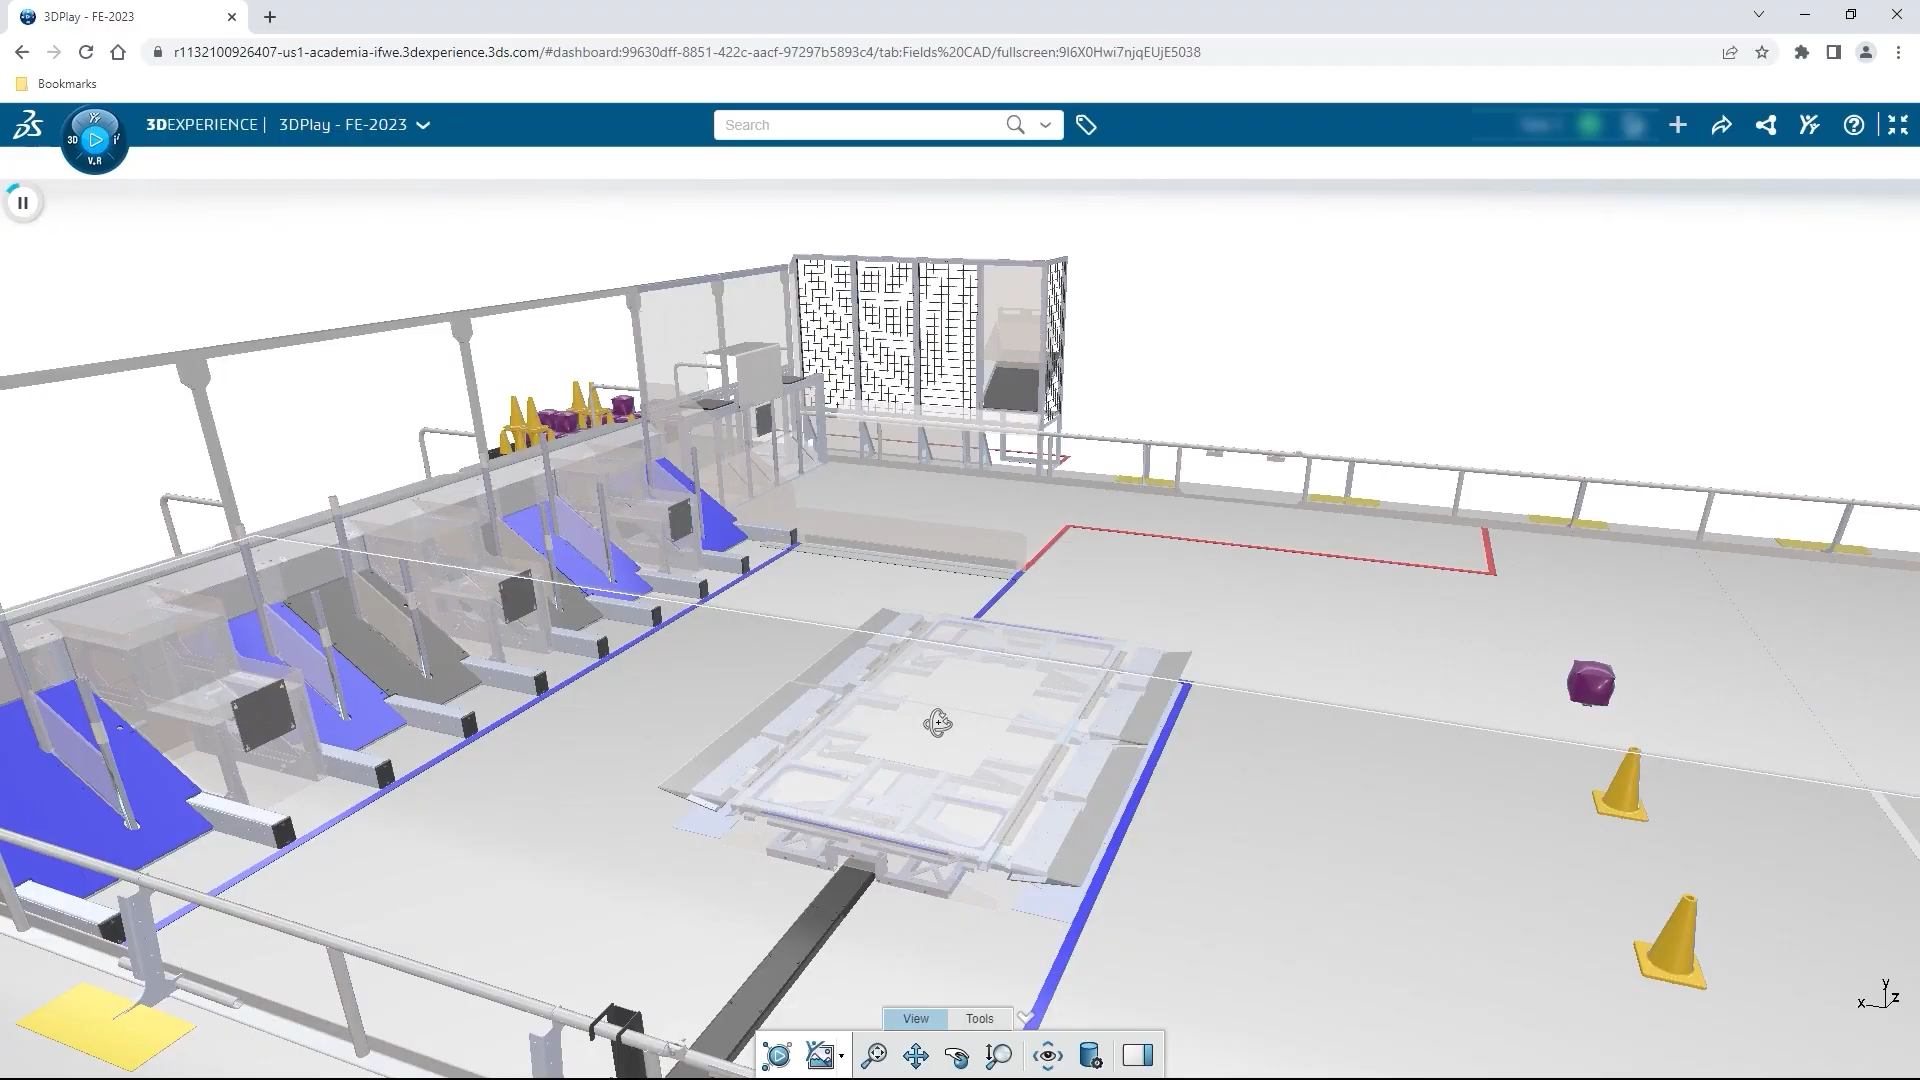 3DPlay - FE-2023
r1132100926407-us1-academia-ifwe.3dexperience.3ds.com/#dashboard:99630dff-8851-422c-aacf-97297b5893c4/tab:Fields%20CAD/fullscreen:9I6X0Hwi7njqEUjE5038
Bookmarks
3DEXPERIENCE | 3DPlay - FE-2023
Search
3D
V.R
x y z
View Tools